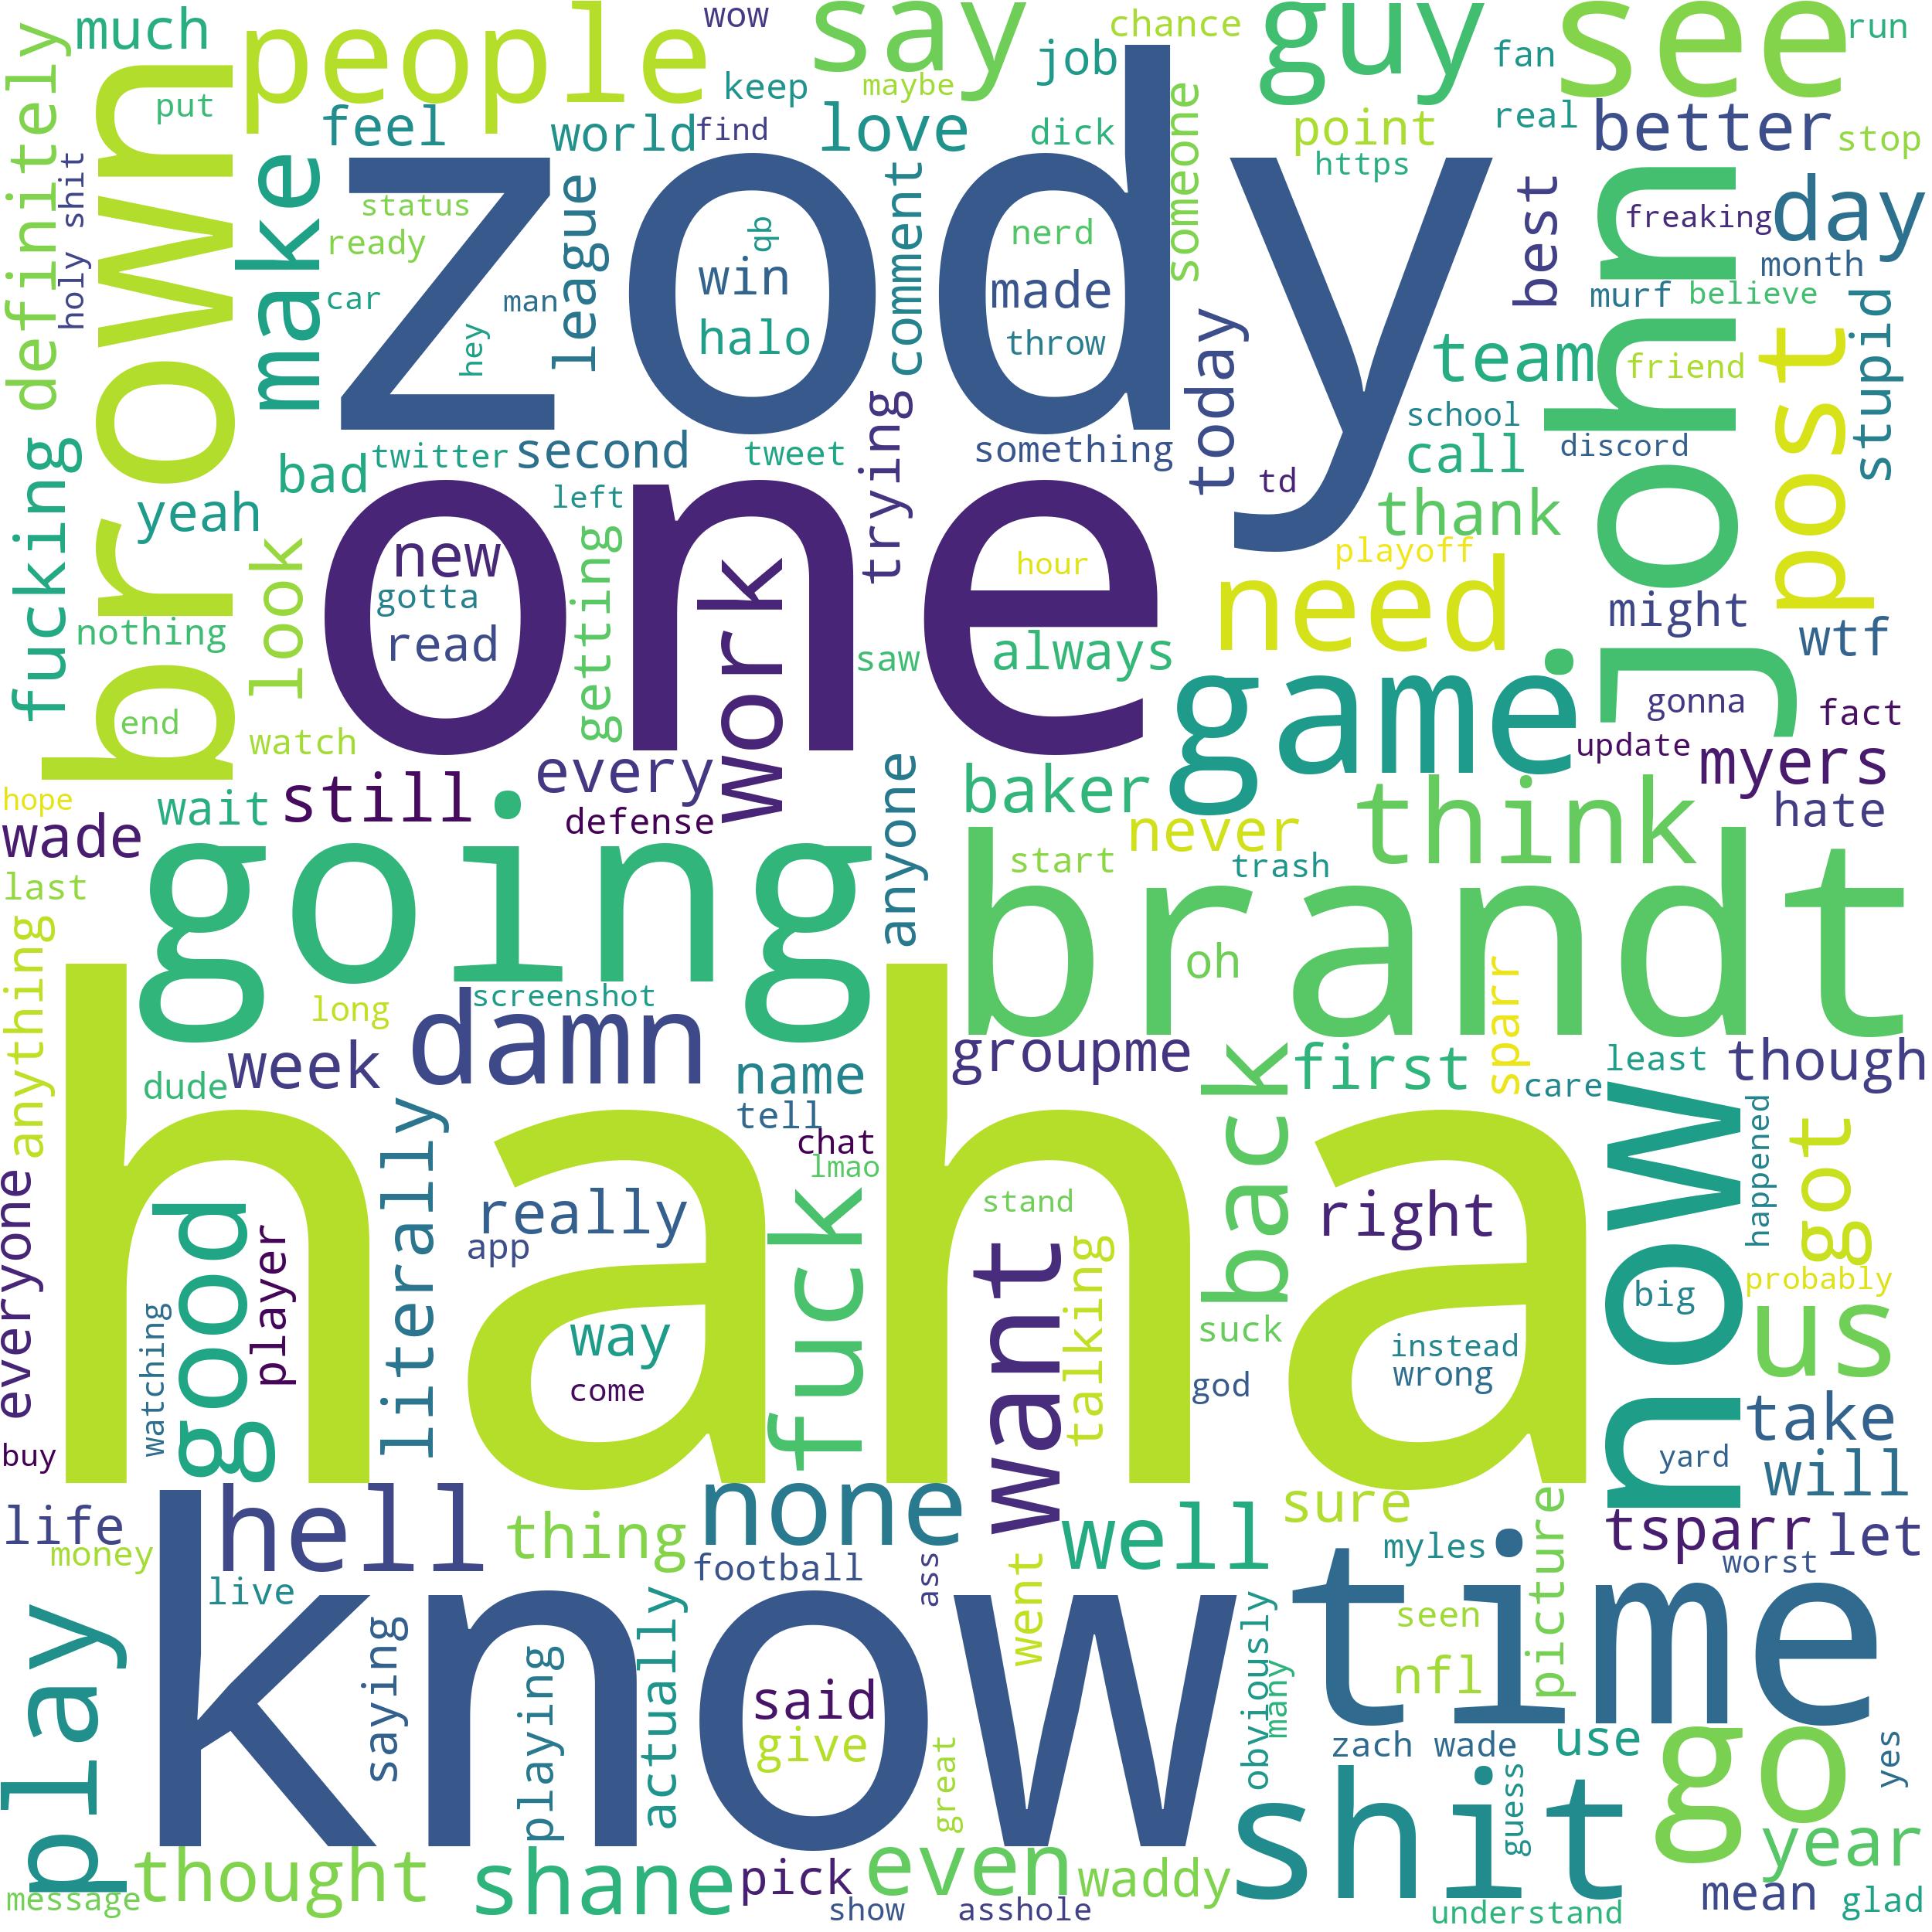 much
people
wow
say
chance
guy
see
run
definitely
brown
put
keep
maybe
job
fan
feel
world
find
love
dick
someone
point
real
better
stop
https
holy shit
make
zody
status
ready
league
qb
comment
nerd
best
john
freaking
day
win
made
month
car
man
murf
believe
hey
halo
throw
today
team
friend
post
stupid
school
fucking
bad
twitter
second
tweet
trying
something
td
call
discord
yeah
look
one
left
thank
new
getting
work
hour
playoff
gotta
need
might
nothing
read
saw
always
wtf
end
watch
game
gonna
fact
update
myers
hope
wait
still
every
baker
think
hate
wade
defense
anyone
never
last
going
start
trash
brandt
anything
oh
long
screenshot
sparr
damn
week
groupme
back
first
least
though
dude
name
care
haha
literally
tell
now
happened
got
chat
lmao
everyone
good
player
really
fuck
stand
right
app
want
talking
probably
watching
way
suck
big
us
instead
come
god
wrong
take
buy
yard
will
life
hell
none
sure
tsparr
let
money
thing
football
ass
well
myles
picture
worst
live
know
time
play
saying
playing
actually
went
obviously
seen
said
many
nfl
give
great
zach wade
use
go
yes
guess
shit
thought
shane
pick
even
waddy
year
message
show
asshole
understand
mean
glad